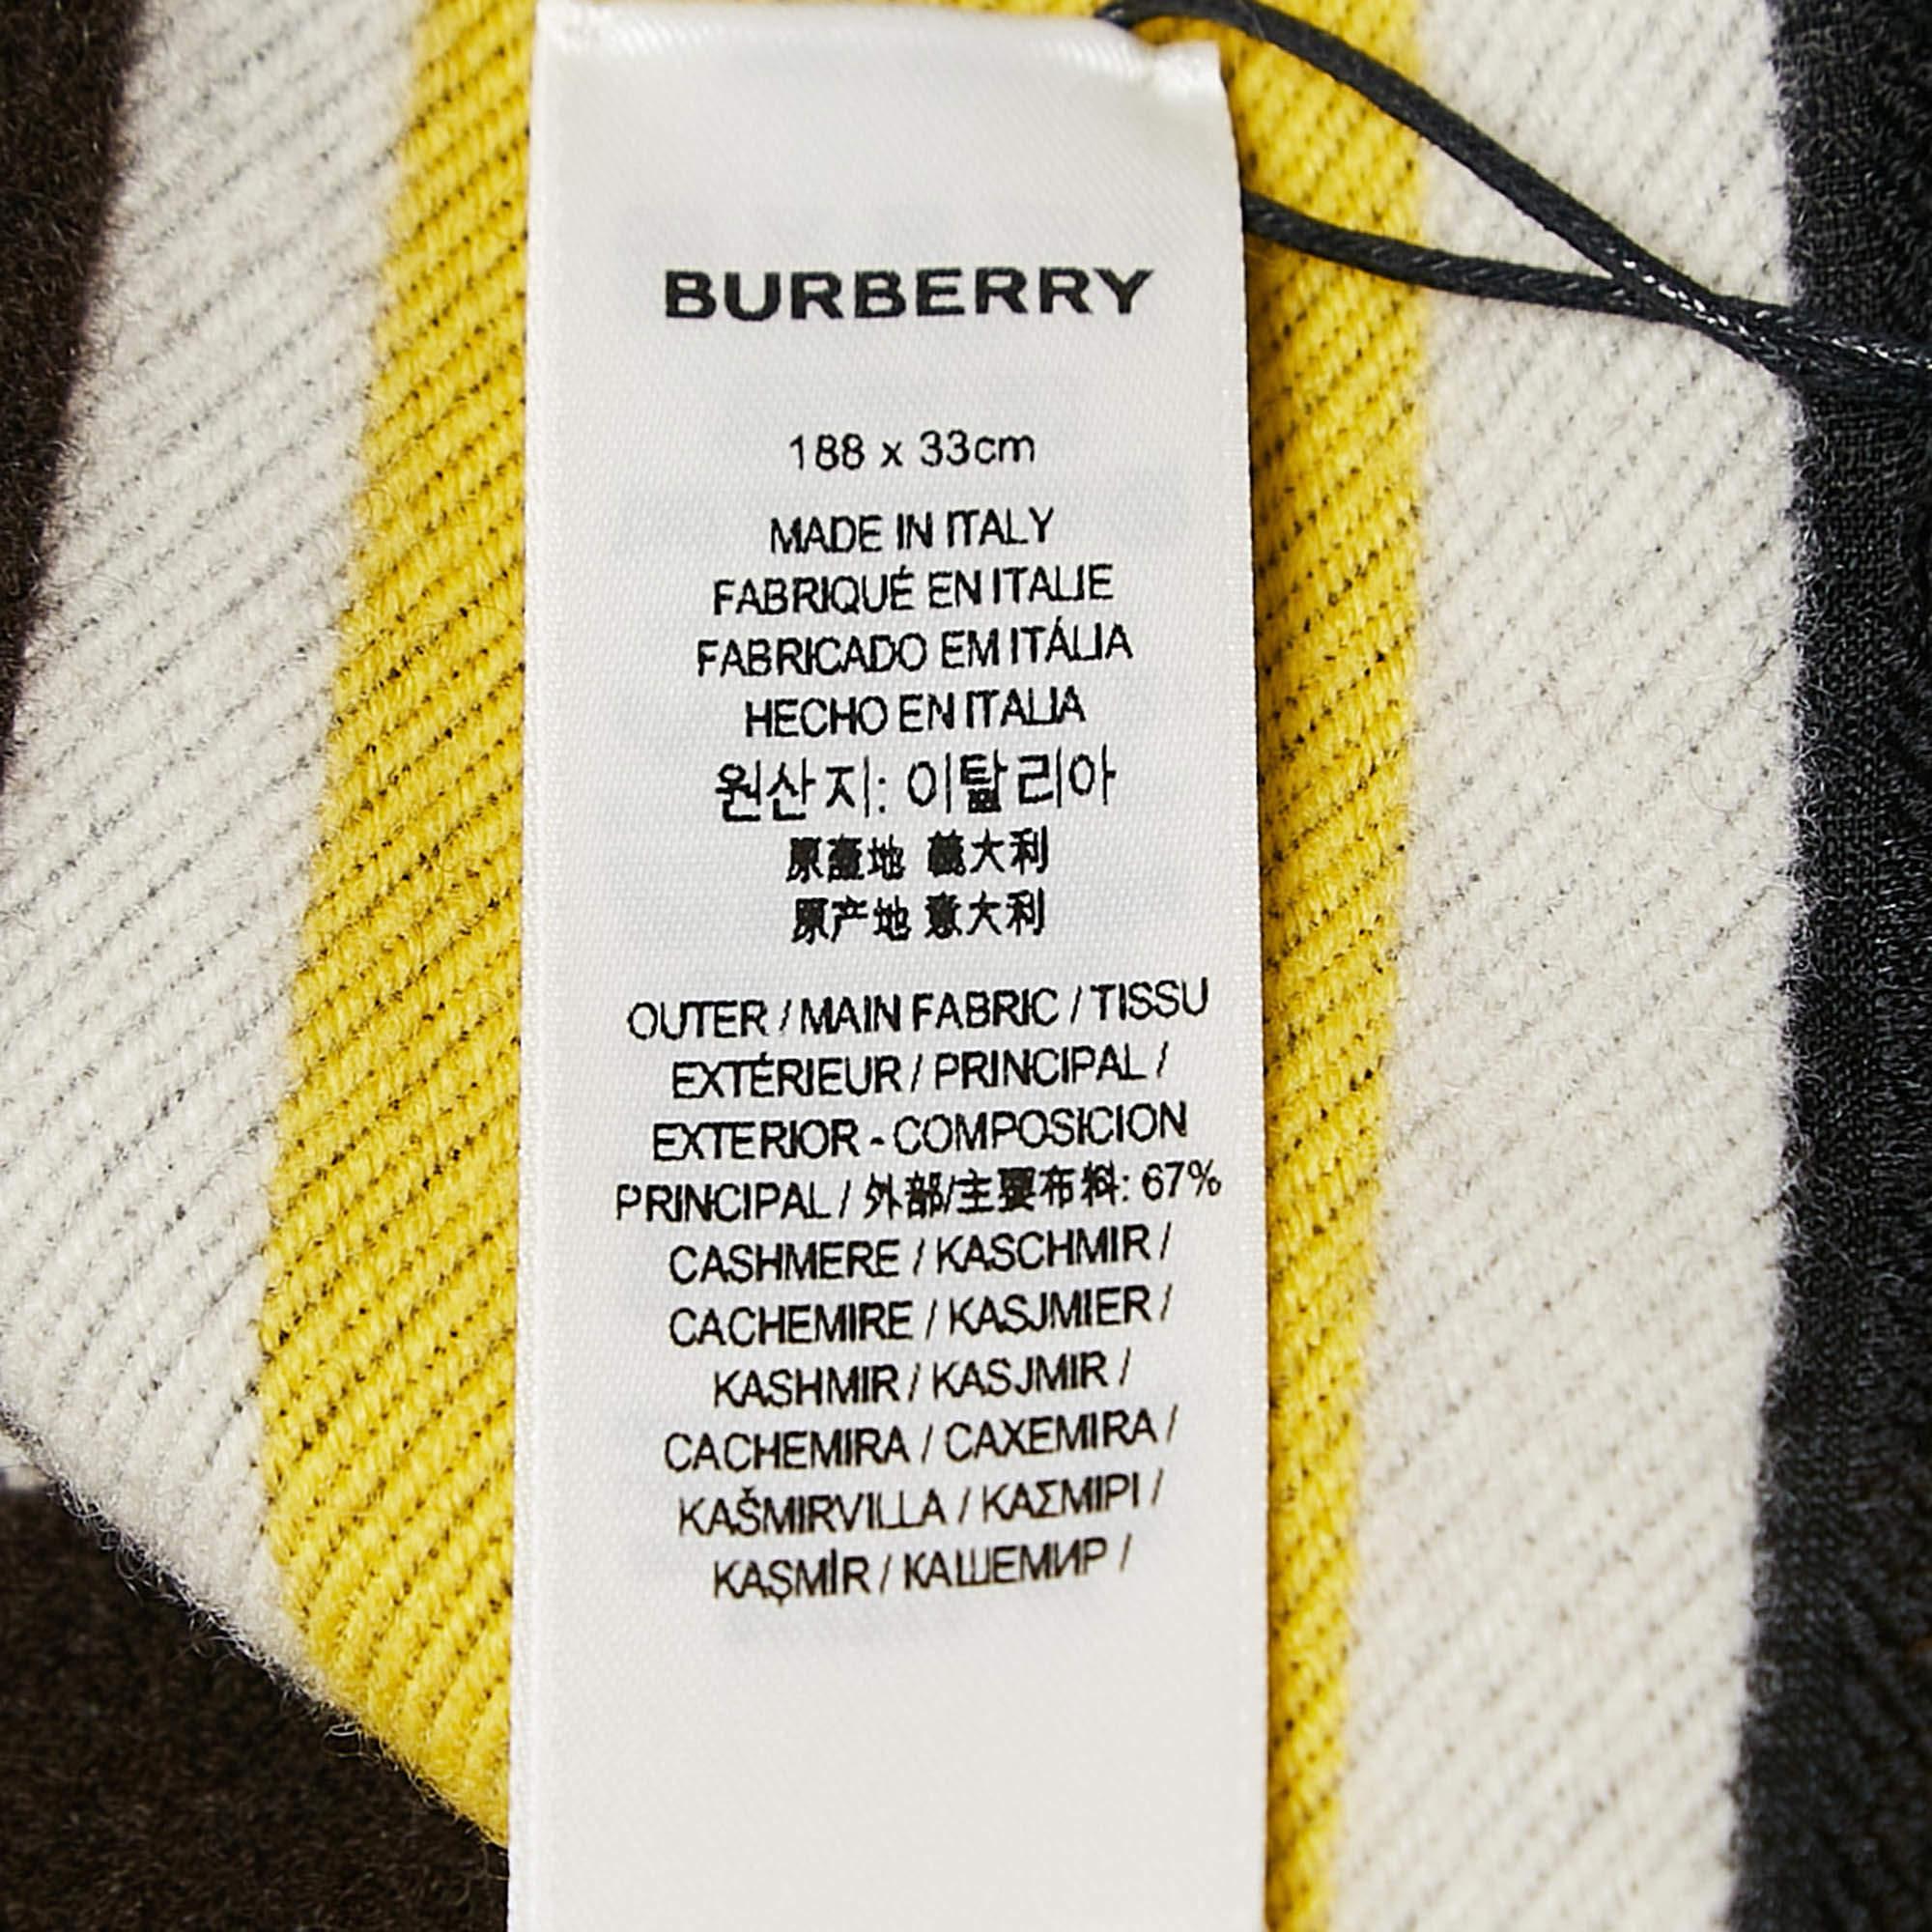 BURBERRY
188 x 33cm
MADE IN ITALY
FABRIQUÉ EN ITALIE
FABRICADO EM ITÁLIA
HECHO EN ITALIA
원산지: 이탈리아
原產地 義大利
原产地 意大利
OUTER / MAIN FABRIC / TISSU
EXTÉRIEUR / PRINCIPAL /
EXTERIOR - COMPOSICION
PRINCIPAL / 外部/主要布料: 67%
CASHMERE / KASCHMIR /
CACHEMIRE / KASJMIER /
KASHMIR / KASJMIR /
CACHEMIRA / CAXEMIRA /
KAŠMIRVILLA / ΚΑΣΜΙΡΙ /
KAŞMİR / КАШЕМИР /